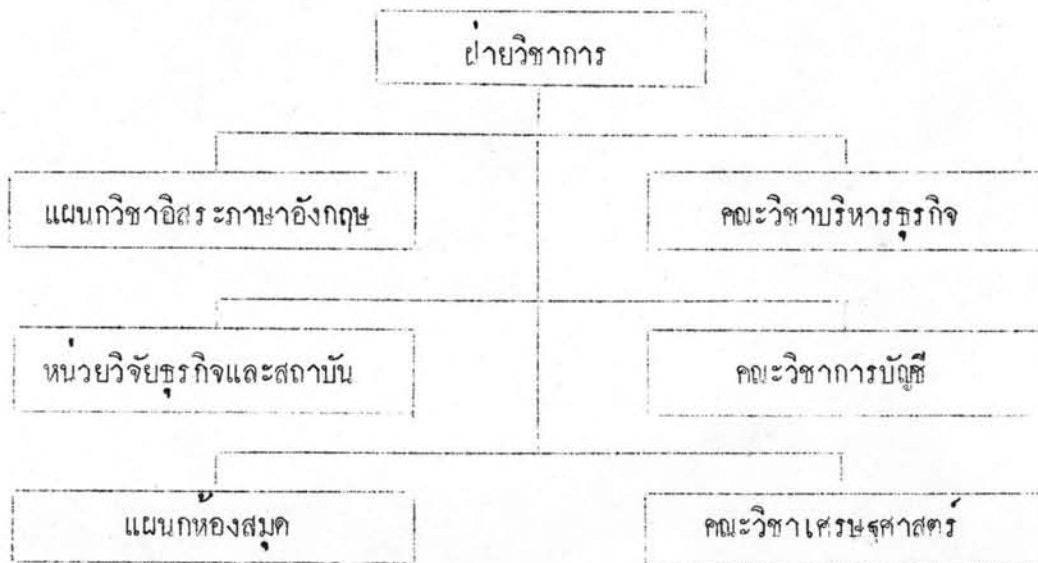 ฝ่ายวิชาการ
แผนกวิชาอิสระภาษาอังกฤษ
คณะวิชาบริหารธุรกิจ
หน่วยวิจัยธุรกิจและสถาบัน
คณะวิชาการบัญชี
แผนกห้องสมุด
คณะวิชาเศรษฐศาสตร์